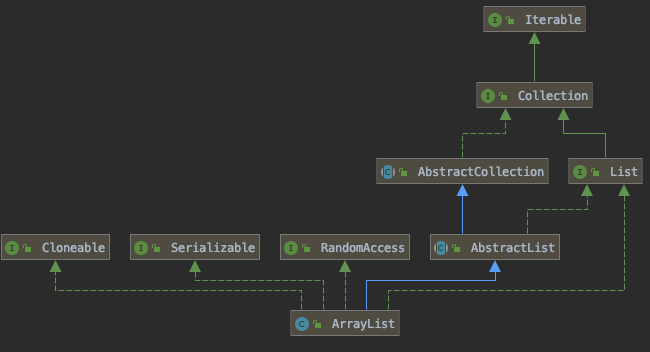 Iterable
Collection
AbstractCollection
List
Cloneable
Serializable
RandomAccess
AbstractList
ArrayList